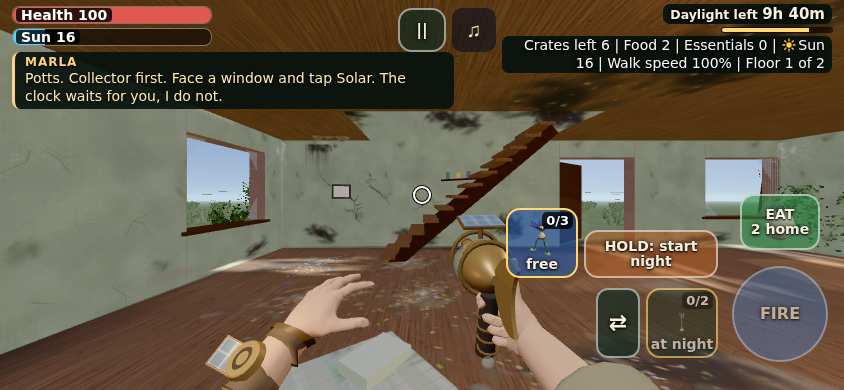 Health 100
Sun 16
MARLA
Potts. Collector first. Face a window and tap Solar. The
clock waits for you, I do not.
Daylight left 9h 40m
Crates left 6 | Food 2 | Essentials 0 | ☀Sun
16 | Walk speed 100% | Floor 1 of 2
0/3
free
HOLD: start
night
EAT
2 home
0/2
at night
FIRE